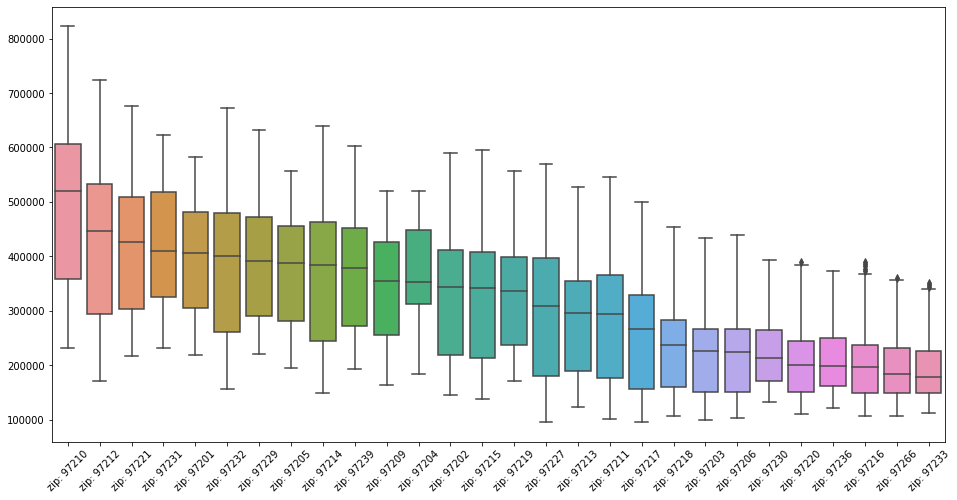 800000
700000
600000
500000
400000
300000
200000
100000
zip: 97210
zip: 97212
zip: 97221
zip: 97231
zip: 97201
zip: 97232
zip: 97229
zip: 97205
zip: 97214
zip: 97239
zip: 97209
zip: 97204
zip: 97202
zip: 97215
zip: 97219
zip: 97227
zip: 97213
zip: 97211
zip: 97217
zip: 97218
zip: 97203
zip: 97206
zip: 97230
zip: 97220
zip: 97236
zip: 97216
zip: 97266
zip: 97233